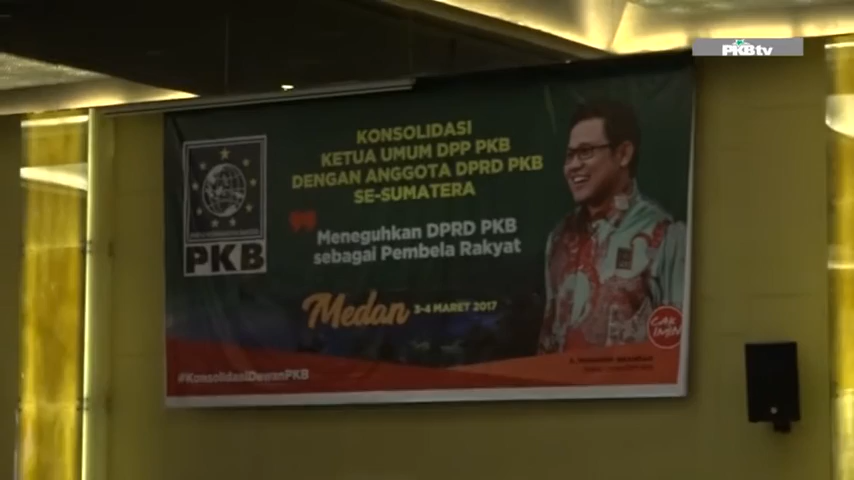 PKBtv
KONSOLIDASI
KETUA UMUM DPP PKB
DENGAN ANGGOTA DPRD PKB
SE-SUMATERA
Meneguhkan DPRD PKB
sebagai Pembela Rakyat
Medan 3-4 MARET 2017
PKB
CAK
IMIN
#KonsolidasiDewanPKB